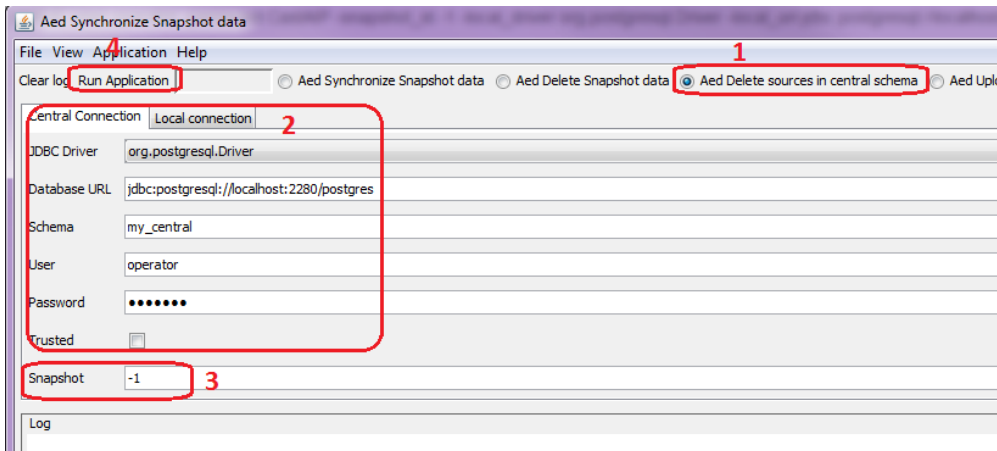 Aed Synchronize Snapshot data
File View Application Help
4
1
Clear log Run Application Aed Synchronize Snapshot data Aed Delete Snapshot data Aed Delete sources in central schema Aed Uplo
Central Connection Local connection
2
JDBC Driver org.postgresql.Driver
Database URL jdbc:postgresql://localhost:2280/postgres
Schema my_central
User operator
Password •••••••
Trusted
Snapshot -1
3
Log